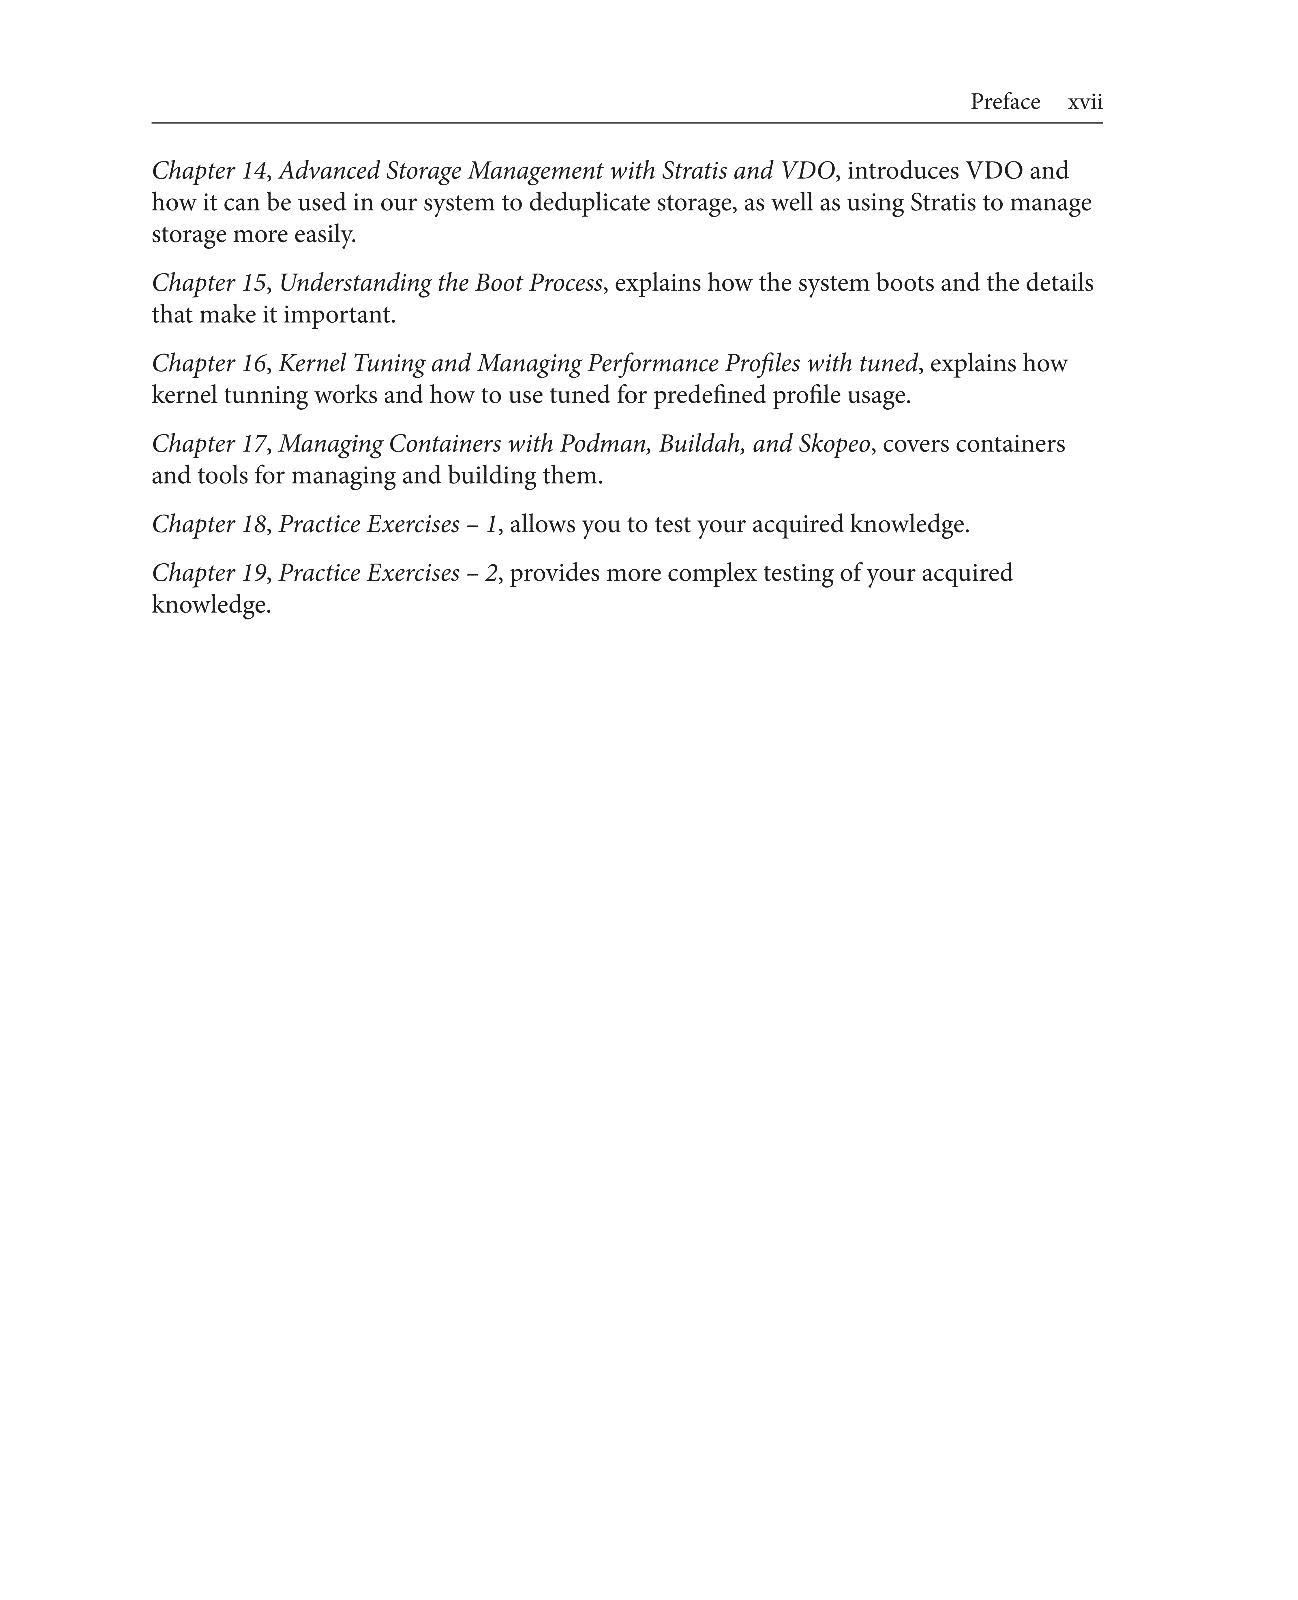 Preface xvii
Chapter 14, Advanced Storage Management with Stratis and VDO, introduces VDO and
how it can be used in our system to deduplicate storage, as well as using Stratis to manage
storage more easily.
Chapter 15, Understanding the Boot Process, explains how the system boots and the details
that make it important.
Chapter 16, Kernel Tuning and Managing Performance Profiles with tuned, explains how
kernel tunning works and how to use tuned for predefined profile usage.
Chapter 17, Managing Containers with Podman, Buildah, and Skopeo, covers containers
and tools for managing and building them.
Chapter 18, Practice Exercises – 1, allows you to test your acquired knowledge.
Chapter 19, Practice Exercises – 2, provides more complex testing of your acquired
knowledge.